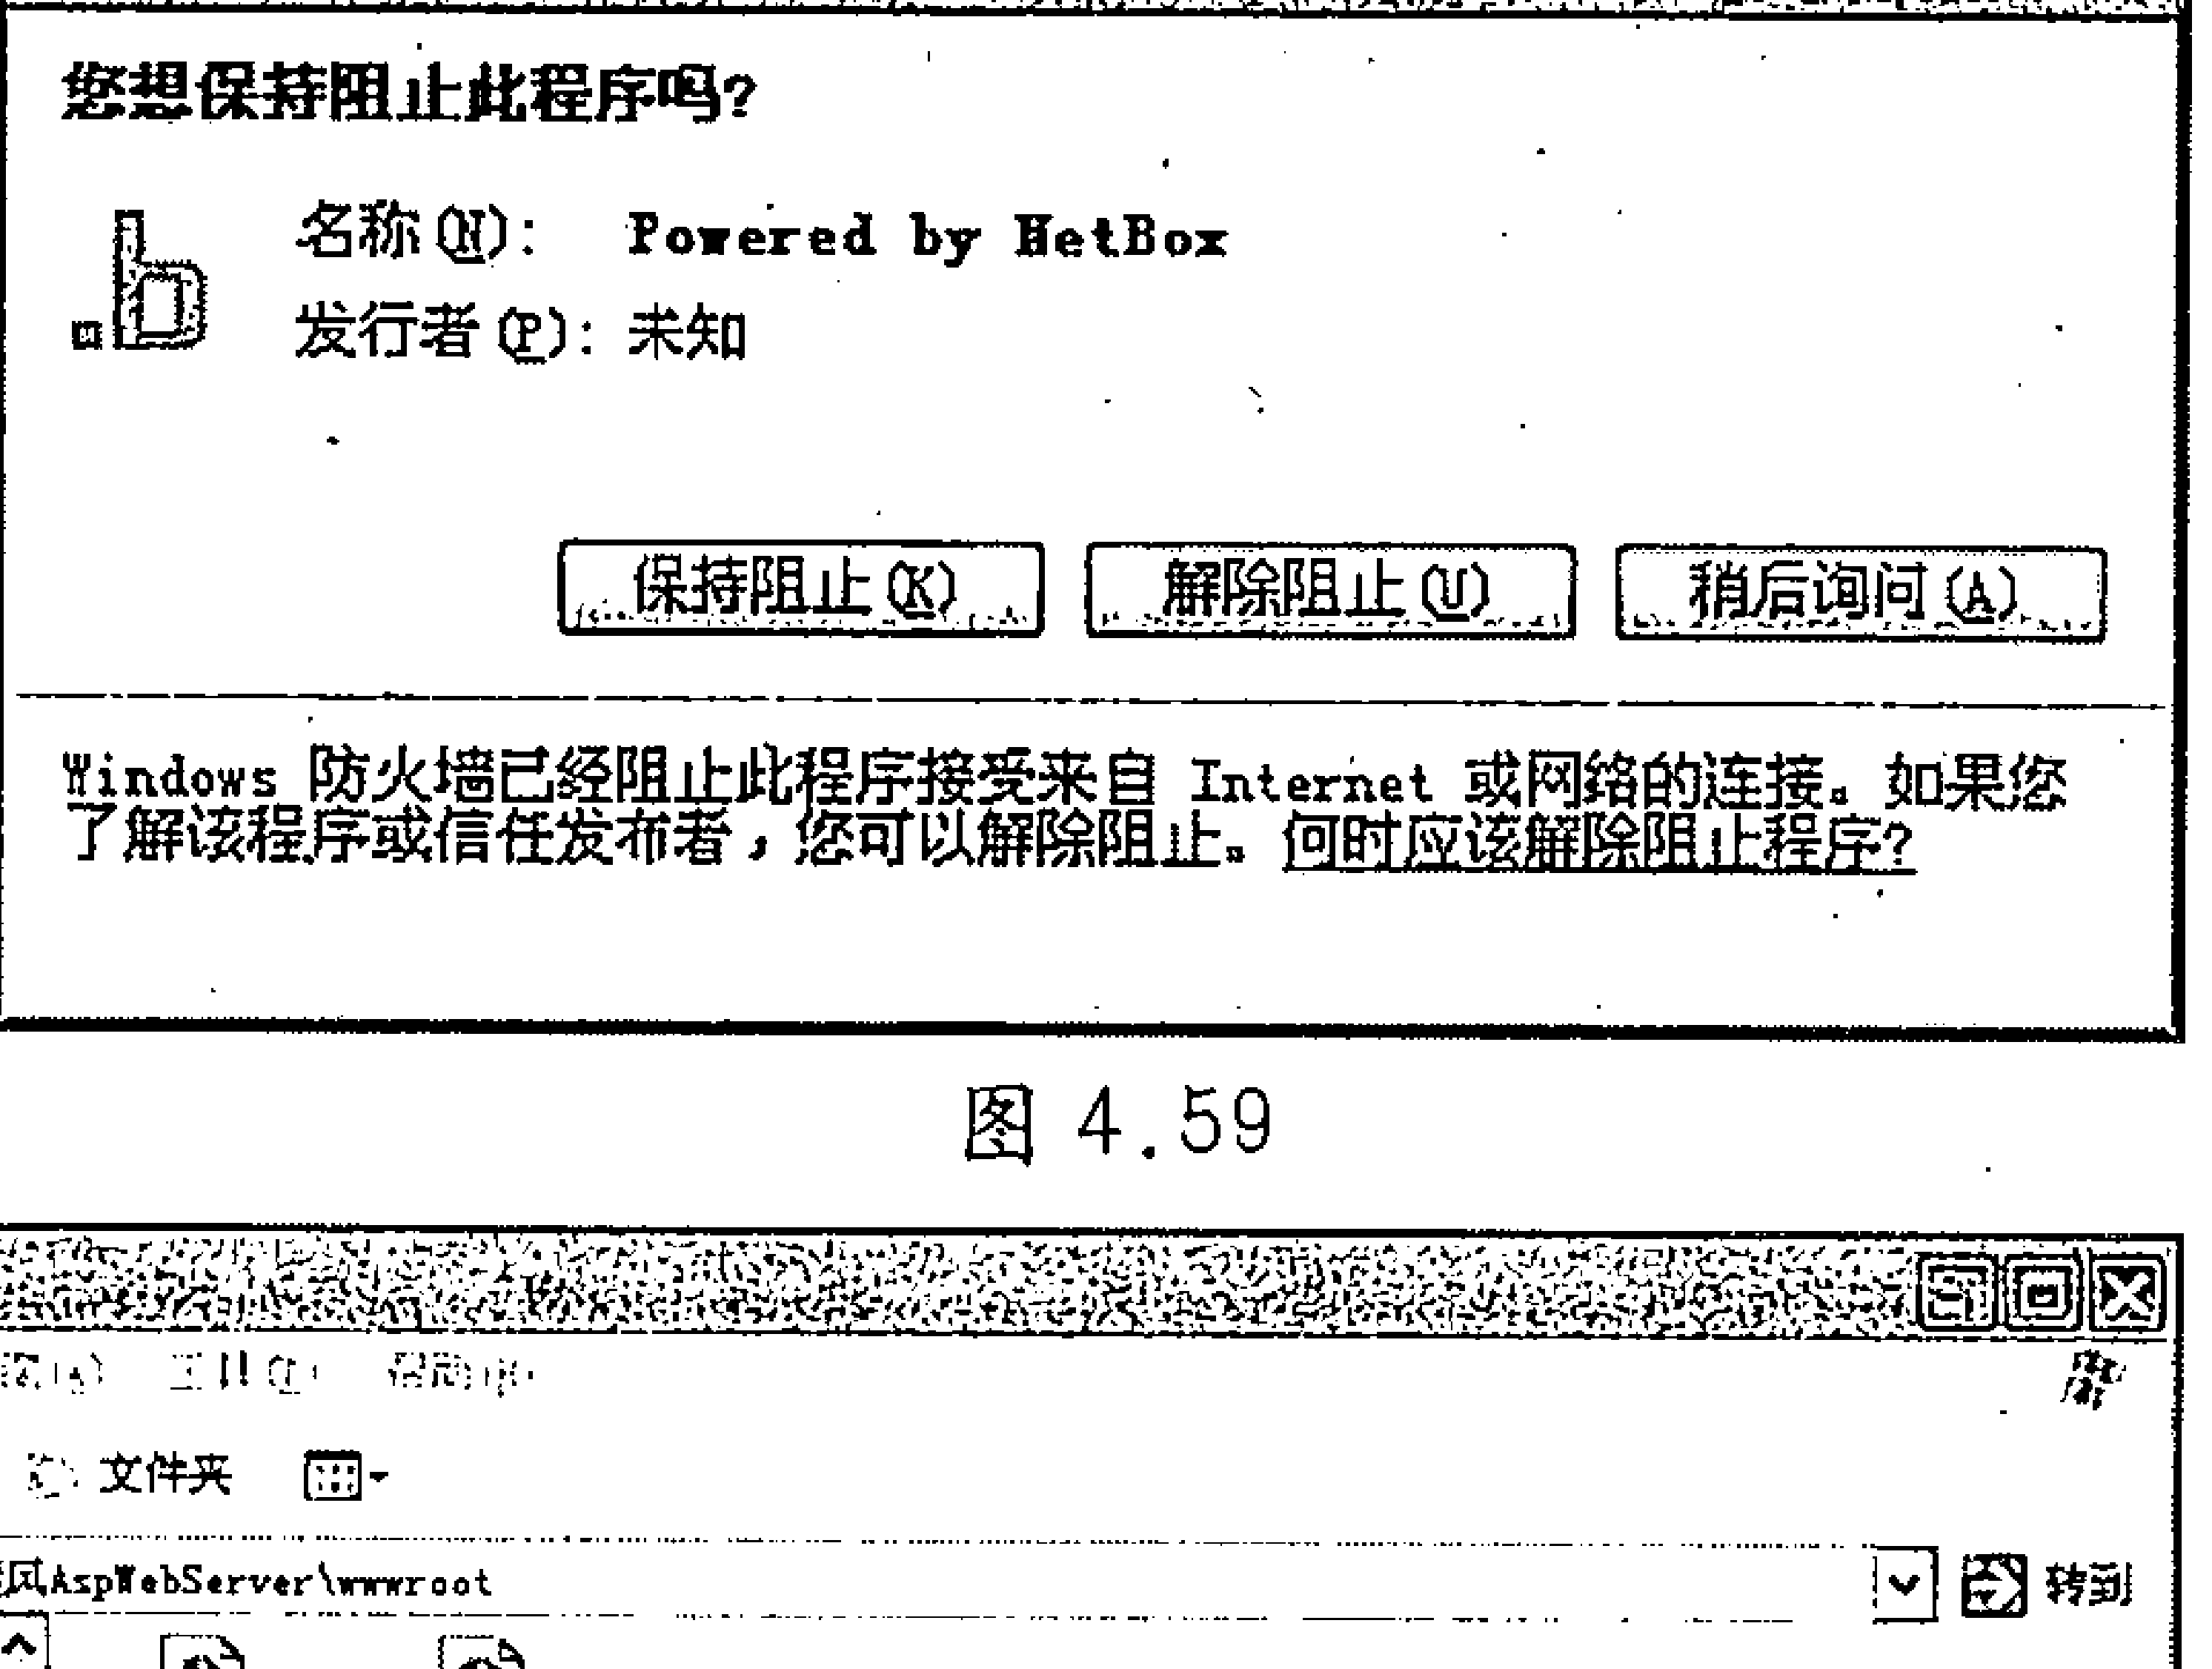 您想保持阻止此程序吗?
名称(N): Powered by NetBox
发行者(P): 未知
保持阻止(K) 解除阻止(U) 稍后询问(A)
Windows 防火墙已经阻止此程序接受来自 Internet 或网络的连接。如果您
了解该程序或信任发布者,您可以解除阻止。何时应该解除阻止程序?
图 4.59
工具(T) 帮助(H)
文件夹
风AspWebServer\wwwroot 转到